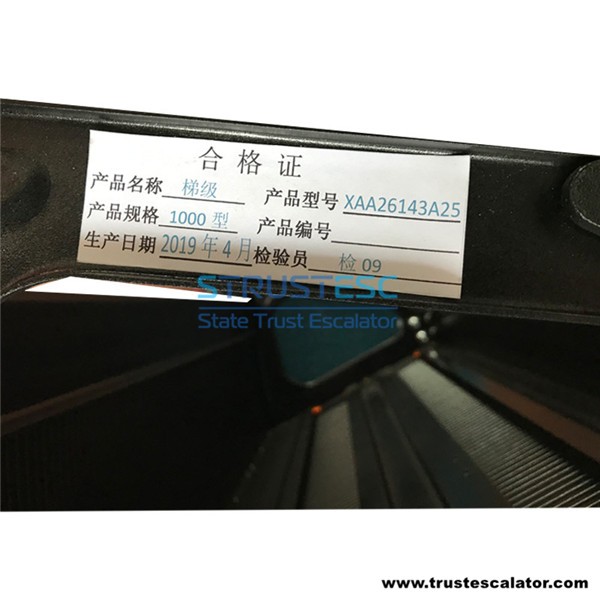 合格证
产品名称 梯级 产品型号 XAA26143A25
产品规格 1000 型 产品编号
生产日期 2019 年 4 月 检验员 检 09
STRUSTESC
State Trust Escalator
www.trustescalator.com